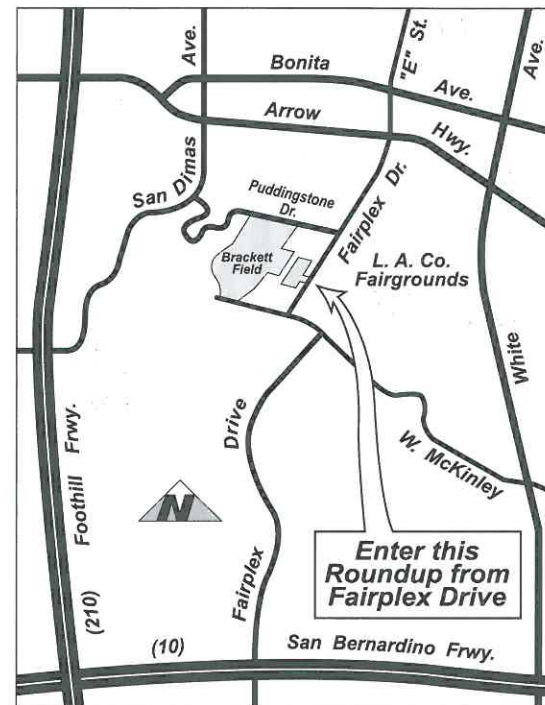 Ave.
Bonita
"E" St.
Ave.
Ave.
Arrow
Hwy.
San Dimas
Puddingstone
Dr.
Fairplex Dr.
Brackett
Field
L. A. Co.
Fairgrounds
White
Drive
W. McKinley
Foothill Frwy.
(210)
N
Fairplex
Enter this
Roundup from
Fairplex Drive
(10)
San Bernardino Frwy.